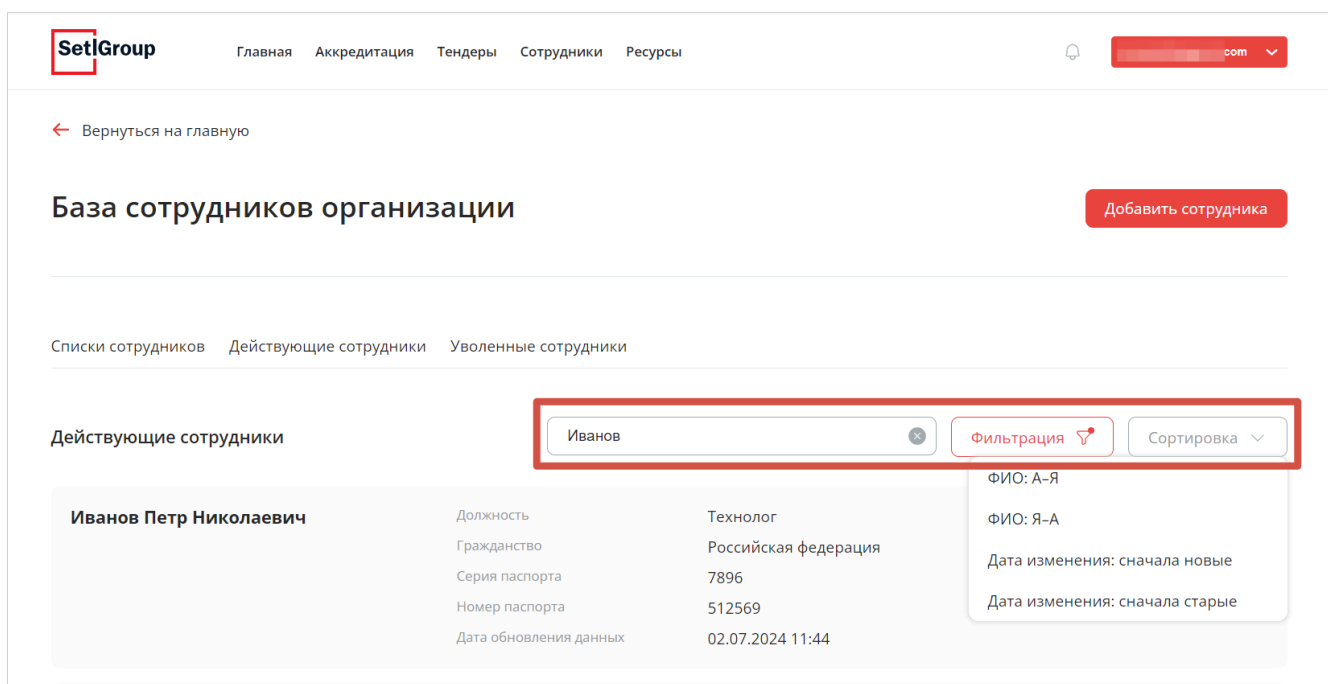 SetlGroup
Главная Аккредитация Тендеры Сотрудники Ресурсы
com
Вернуться на главную
База сотрудников организации
Добавить сотрудника
Списки сотрудников Действующие сотрудники Уволенные сотрудники
Действующие сотрудники
Иванов
Фильтрация
Сортировка
ФИО: А–Я
ФИО: Я–А
Дата изменения: сначала новые
Дата изменения: сначала старые
Иванов Петр Николаевич
Должность Технолог
Гражданство Российская федерация
Серия паспорта 7896
Номер паспорта 512569
Дата обновления данных 02.07.2024 11:44